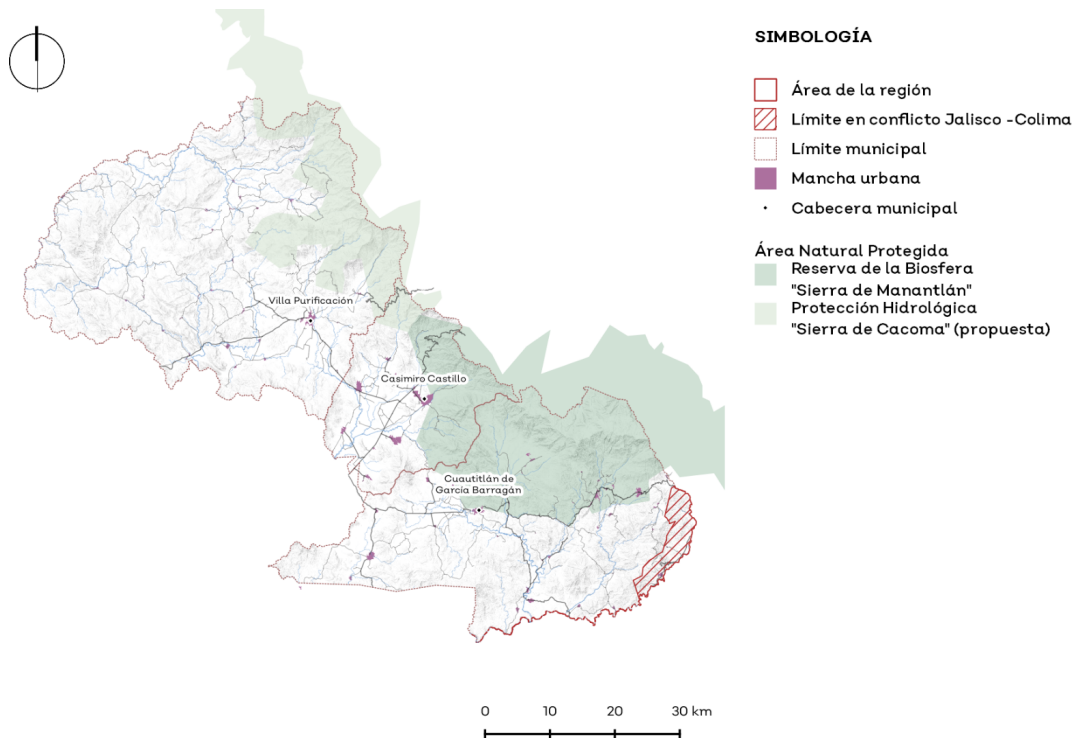 SIMBOLOGÍA
Área de la región
Límite en conflicto Jalisco -Colima
Límite municipal
Mancha urbana
Cabecera municipal
Área Natural Protegida
Reserva de la Biosfera
"Sierra de Manantlán"
Protección Hidrológica
"Sierra de Cacoma" (propuesta)
Villa Purificación
Casimiro Castillo
Cuautitlán de
García Barragán
0 10 20 30 km